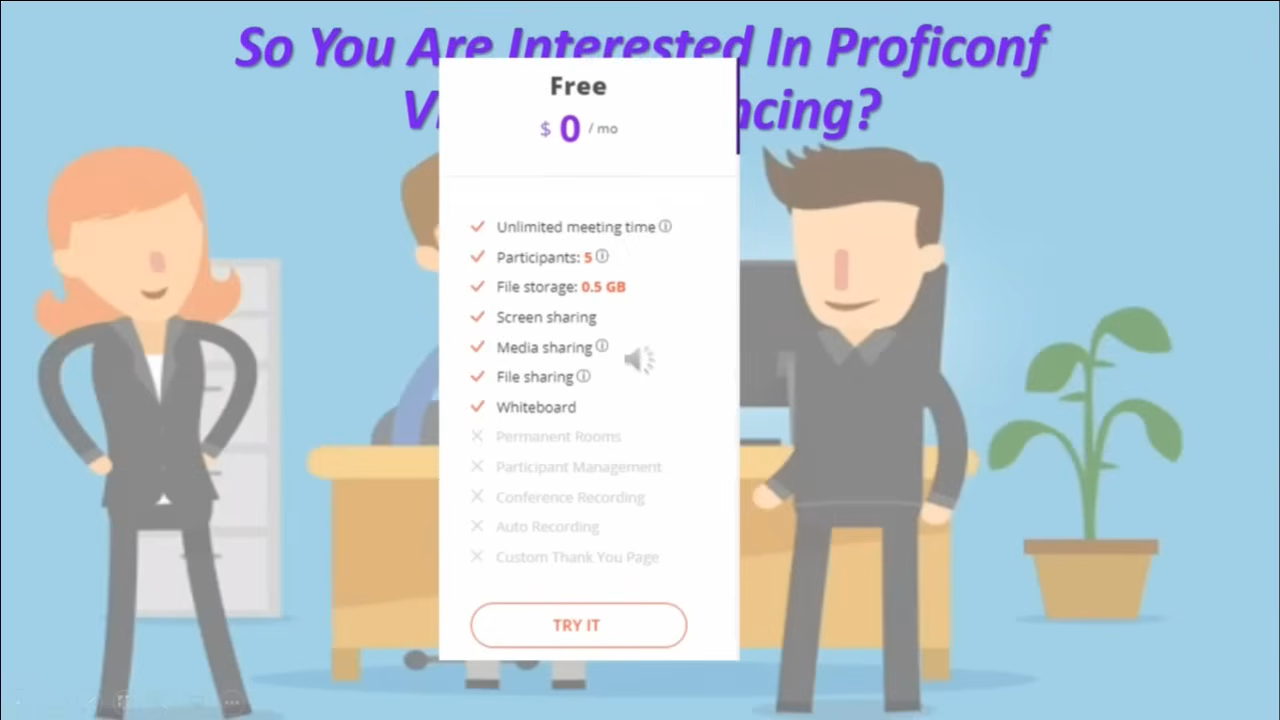 So You Are Interested In Proficonf
ncing?
Free
$ 0 / mo
Unlimited meeting time
Participants: 5
File storage: 0.5 GB
Screen sharing
Media sharing
File sharing
Whiteboard
Permanent Rooms
Participant Management
Conference Recording
Auto Recording
Custom Thank You Page
TRY IT